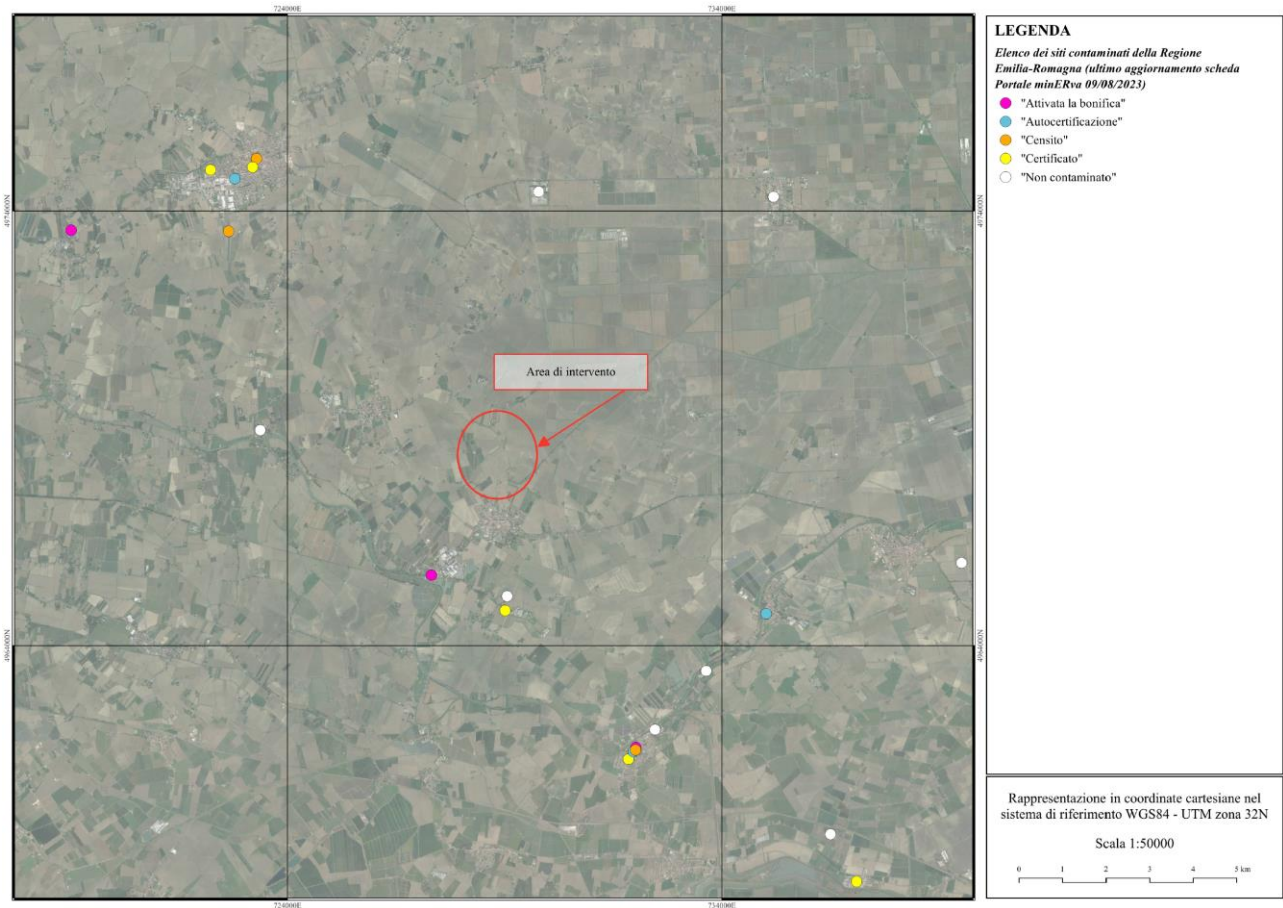 724000E
734000E
LEGENDA
Elenco dei siti contaminati della Regione
Emilia-Romagna (ultimo aggiornamento scheda
Portale minERva 09/08/2023)
"Attivata la bonifica"
"Autocertificazione"
"Censito"
"Certificato"
"Non contaminato"
4974000N
4974000N
Area di intervento
4964000N
4964000N
Rappresentazione in coordinate cartesiane nel
sistema di riferimento WGS84 - UTM zona 32N
Scala 1:50000
0 1 2 3 4 5 km
724000E
734000E